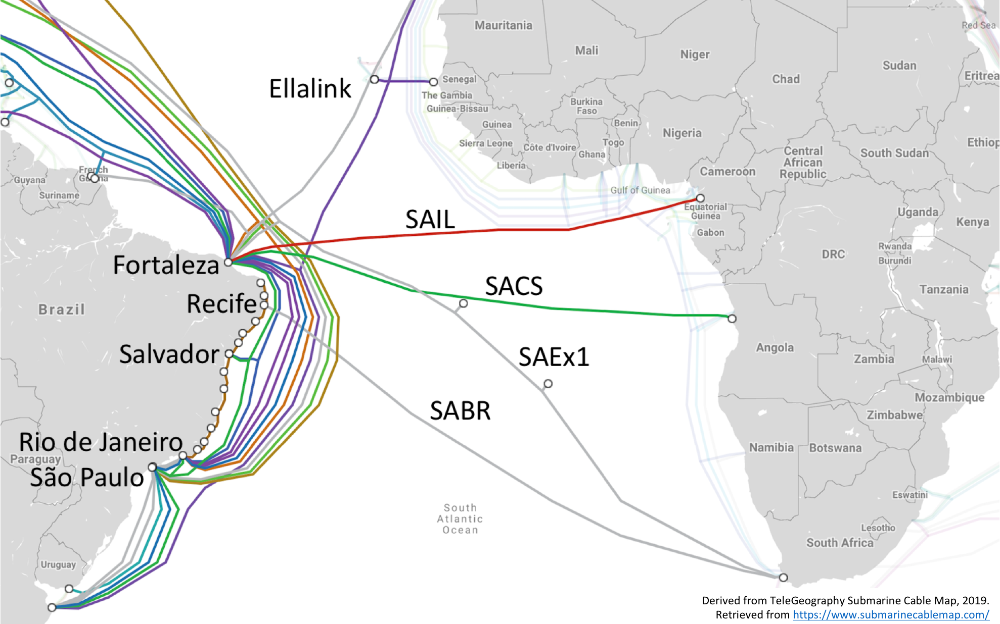 Mauritania
Red Sea
Mali
Niger
Sudan
Chad
Eritrea
Ellalink
Senegal
The Gambia
Guinea-Bissau
Burkina
Faso
Guinea
Benin
Nigeria
Sierra Leone
Côte d'Ivoire
Togo
Ghana
Ethiop
Central
African
Republic
South Sudan
Liberia
Cameroon
French
Guiana
Guyana
Suriname
Gulf of Guinea
Equatorial
Guinea
Uganda
Kenya
SAIL
Gabon
Rwanda
DRC
Burundi
Fortaleza
SACS
Tanzania
Recife
Brazil
Salvador
SAEx1
Angola
Zambia
Malawi
Mozambique
SABR
Zimbabwe
Rio de Janeiro
Namibia
Botswana
Paraguay
São Paulo
Eswatini
South
Atlantic
Ocean
Lesotho
South Africa
Uruguay
Derived from TeleGeography Submarine Cable Map, 2019.
Retrieved from https://www.submarinecablemap.com/